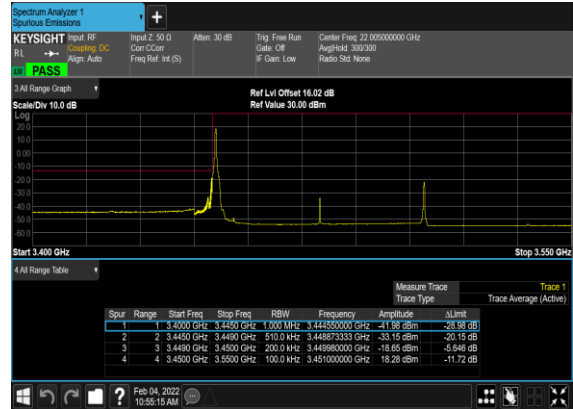 Spectrum Analyzer 1
Spurious Emissions
KEYSIGHT Input: RF Input Z: 50 Ω Atten: 30 dB Trig: Free Run Center Freq: 22.005000000 GHz
RL Coupling: DC Corr CCorr Gate: Off Avg|Hold: 300/300
Align: Auto Freq Ref: Int (S) IF Gain: Low Radio Std: None
PASS
3 All Range Graph Ref Lvl Offset 16.02 dB
Scale/Div 10.0 dB Ref Value 30.00 dBm
Log
20.0
10.0
0.00
-10.0
-20.0
-30.0
-40.0
-50.0
-60.0
Start 3.400 GHz Stop 3.550 GHz
4 All Range Table
Measure Trace Trace 1
Trace Type Trace Average (Active)
Spur Range Start Freq Stop Freq RBW Frequency Amplitude ΔLimit
1 1 3.4000 GHz 3.4450 GHz 1.000 MHz 3.444550000 GHz -41.98 dBm -28.98 dB
2 2 3.4450 GHz 3.4490 GHz 510.0 kHz 3.448873333 GHz -33.15 dBm -20.15 dB
3 3 3.4490 GHz 3.4500 GHz 200.0 kHz 3.449980000 GHz -18.65 dBm -5.646 dB
4 4 3.4500 GHz 3.5500 GHz 100.0 kHz 3.451000000 GHz 18.28 dBm -11.72 dB
? Feb 04, 2022
10:55:15 AM